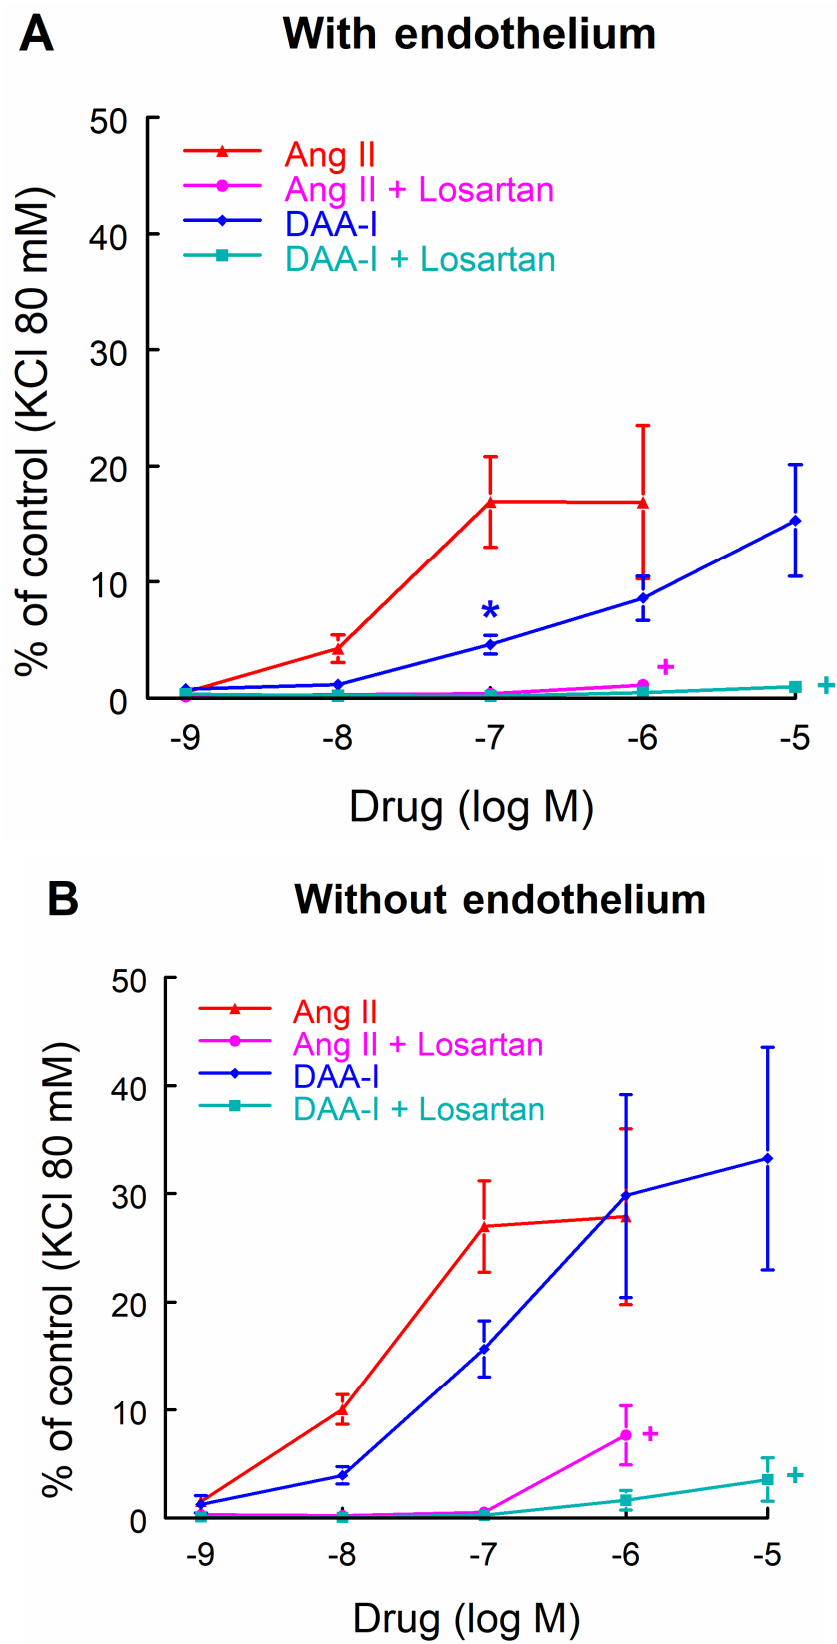 A With endothelium
% of control (KCl 80 mM)
50
40
30
20
10
0
Ang II
Ang II + Losartan
DAA-I
DAA-I + Losartan
*
+
+
-9 -8 -7 -6 -5
Drug (log M)
B Without endothelium
% of control (KCl 80 mM)
50
40
30
20
10
0
Ang II
Ang II + Losartan
DAA-I
DAA-I + Losartan
+
+
-9 -8 -7 -6 -5
Drug (log M)